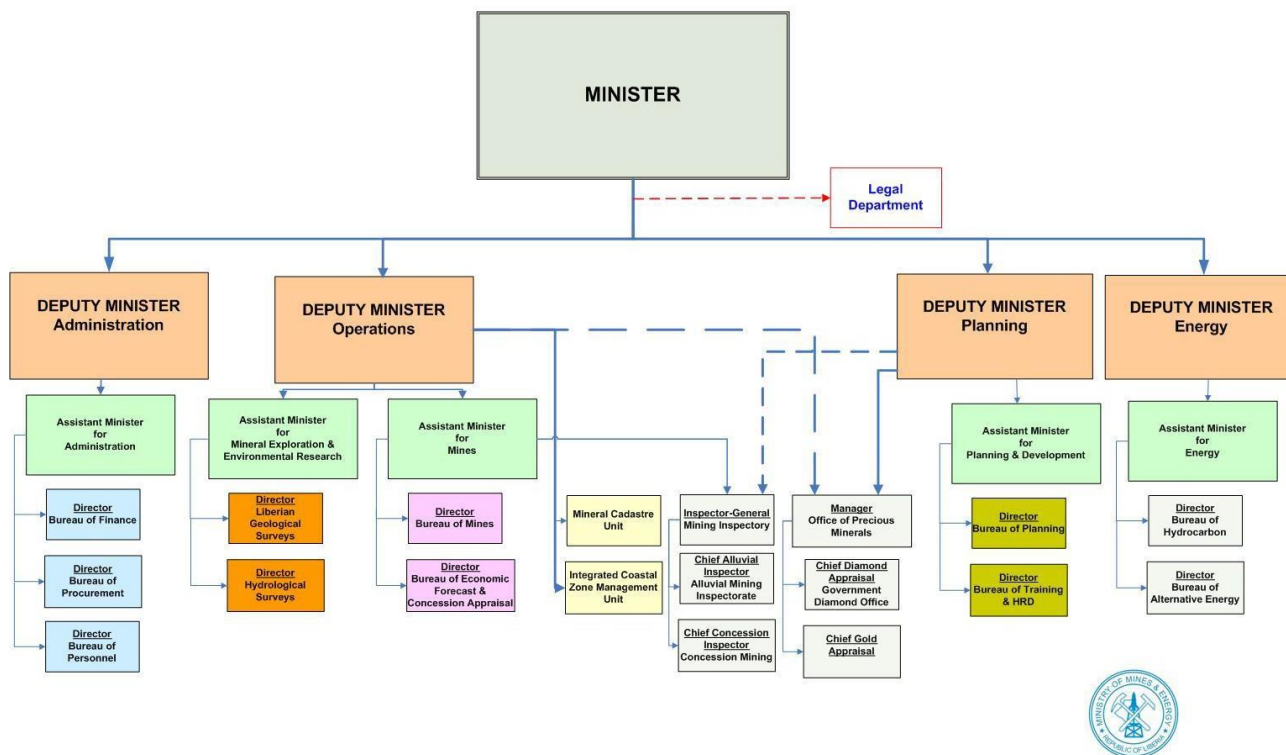 MINISTER
Legal
Department
DEPUTY MINISTER
Administration
DEPUTY MINISTER
Operations
DEPUTY MINISTER
Planning
DEPUTY MINISTER
Energy
Assistant Minister
for
Administration
Assistant Minister
for
Mineral Exploration &
Environmental Research
Assistant Minister
for
Mines
Assistant Minister
for
Planning & Development
Assistant Minister
for
Energy
Director
Bureau of Finance
Director
Bureau of
Procurement
Director
Bureau of
Personnel
Director
Liberian
Geological
Surveys
Director
Hydrological
Surveys
Director
Bureau of Mines
Director
Bureau of Economic
Forecast &
Concession Appraisal
Mineral Cadastre
Unit
Integrated Coastal
Zone Management
Unit
Inspector-General
Mining Inspectory
Chief Alluvial
Inspector
Alluvial Mining
Inspectorate
Chief Concession
Inspector
Concession Mining
Manager
Office of Precious
Minerals
Chief Diamond
Appraisal
Government
Diamond Office
Chief Gold
Appraisal
Director
Bureau of Planning
Director
Bureau of Training
& HRD
Director
Bureau of
Hydrocarbon
Director
Bureau of
Alternative Energy
MINISTRY OF MINES & ENERGY
REPUBLIC OF LIBERIA